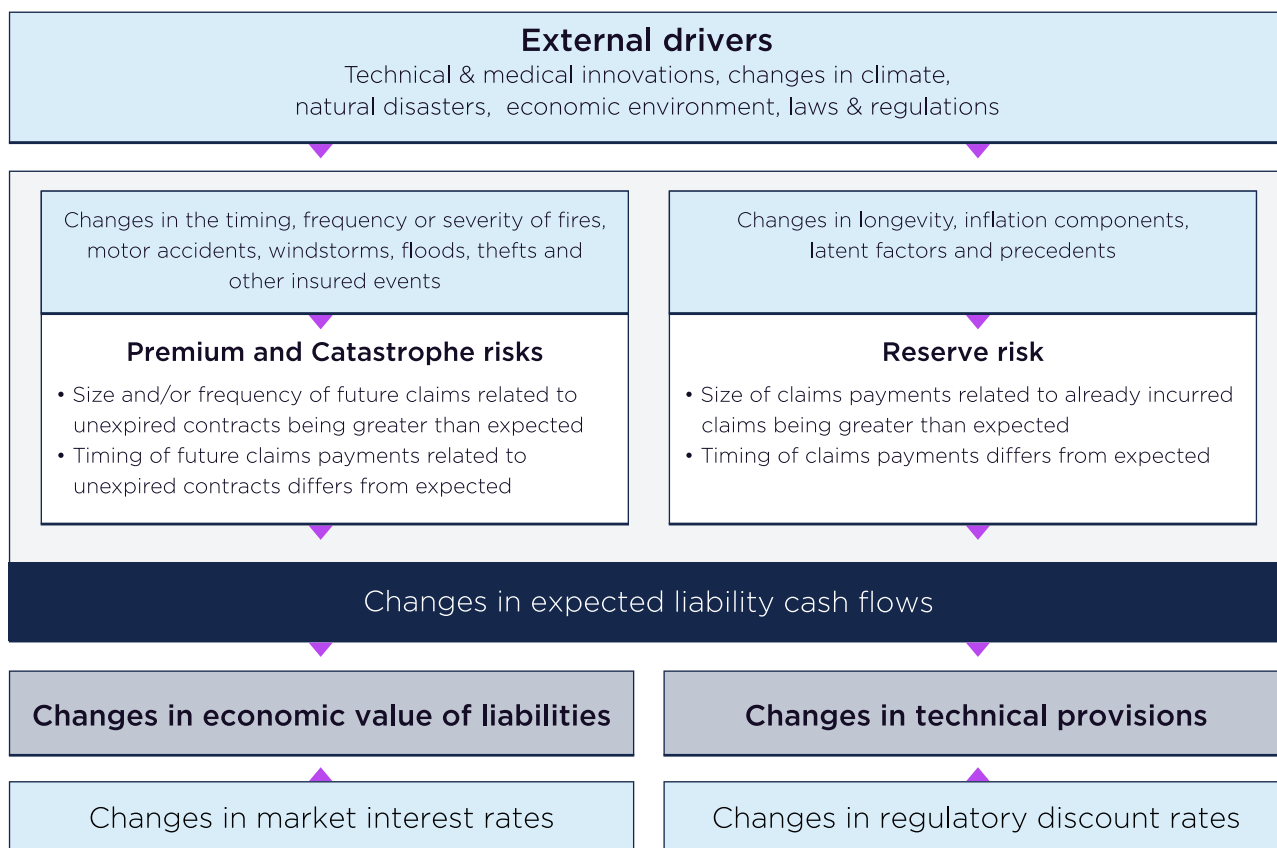 External drivers
Technical & medical innovations, changes in climate,
natural disasters, economic environment, laws & regulations
Changes in the timing, frequency or severity of fires,
motor accidents, windstorms, floods, thefts and
other insured events
Premium and Catastrophe risks
• Size and/or frequency of future claims related to
unexpired contracts being greater than expected
• Timing of future claims payments related to
unexpired contracts differs from expected
Changes in longevity, inflation components,
latent factors and precedents
Reserve risk
• Size of claims payments related to already incurred
claims being greater than expected
• Timing of claims payments differs from expected
Changes in expected liability cash flows
Changes in economic value of liabilities
Changes in technical provisions
Changes in market interest rates
Changes in regulatory discount rates